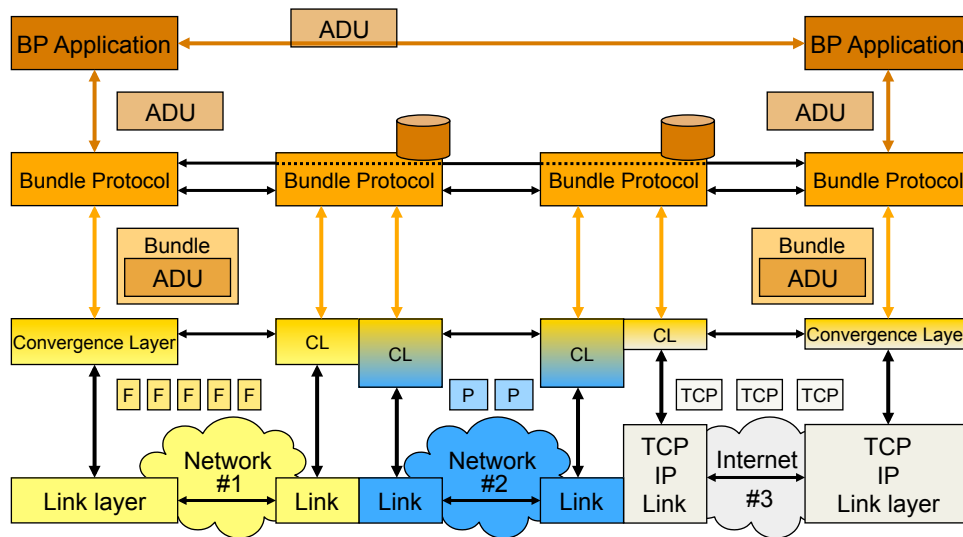 BP Application
ADU
BP Application
ADU
ADU
Bundle Protocol
Bundle Protocol
Bundle Protocol
Bundle Protocol
Bundle
ADU
Bundle
ADU
Convergence Layer
CL
CL
CL
CL
Convergence Laye
F
F
F
F
F
P
P
TCP
TCP
TCP
Network
#1
Network
#2
TCP
IP
Link
Internet
#3
TCP
IP
Link layer
Link layer
Link
Link
Link